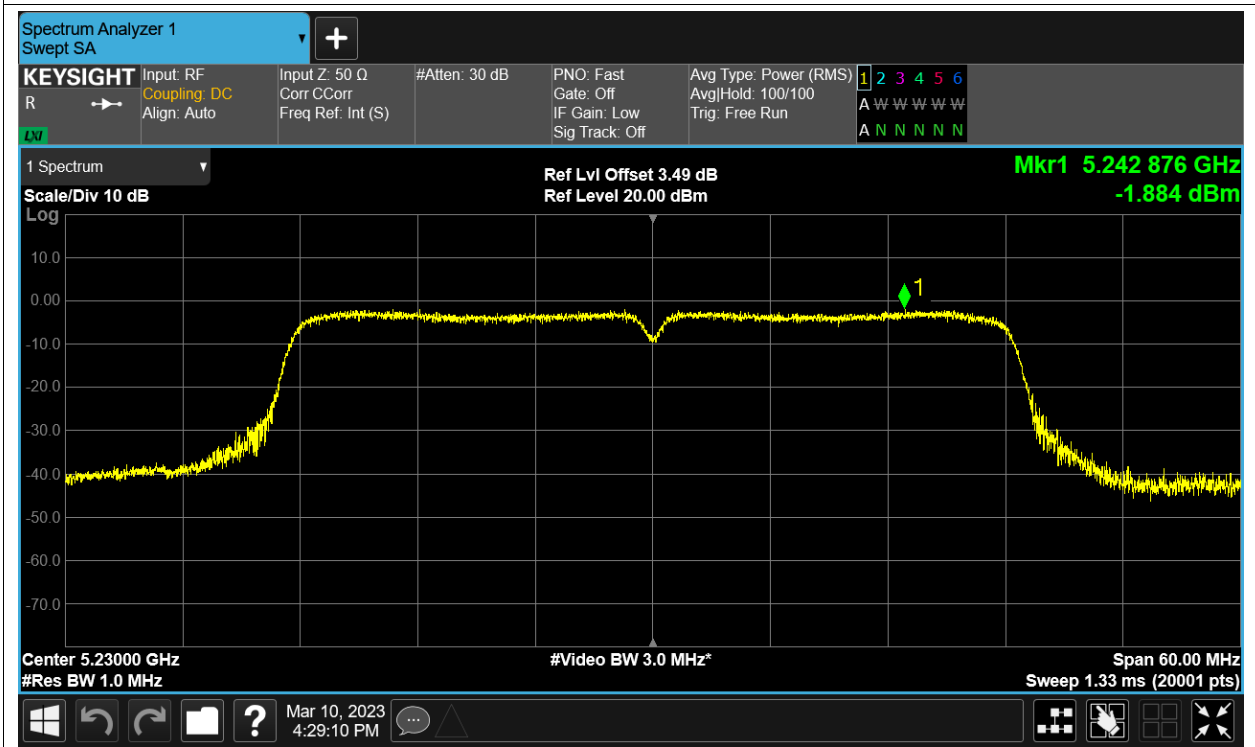 Spectrum Analyzer 1
Swept SA
KEYSIGHT
R
LXI
Input: RF
Coupling: DC
Align: Auto
Input Z: 50 Ω
Corr CCorr
Freq Ref: Int (S)
#Atten: 30 dB
PNO: Fast
Gate: Off
IF Gain: Low
Sig Track: Off
Avg Type: Power (RMS)
Avg|Hold: 100/100
Trig: Free Run
1 2 3 4 5 6
A W W W W W
A N N N N N
1 Spectrum
Scale/Div 10 dB
Ref Lvl Offset 3.49 dB
Ref Level 20.00 dBm
Mkr1 5.242 876 GHz
-1.884 dBm
Log
10.0
0.00
-10.0
-20.0
-30.0
-40.0
-50.0
-60.0
-70.0
1
Center 5.23000 GHz
#Res BW 1.0 MHz
#Video BW 3.0 MHz*
Span 60.00 MHz
Sweep 1.33 ms (20001 pts)
?
Mar 10, 2023
4:29:10 PM